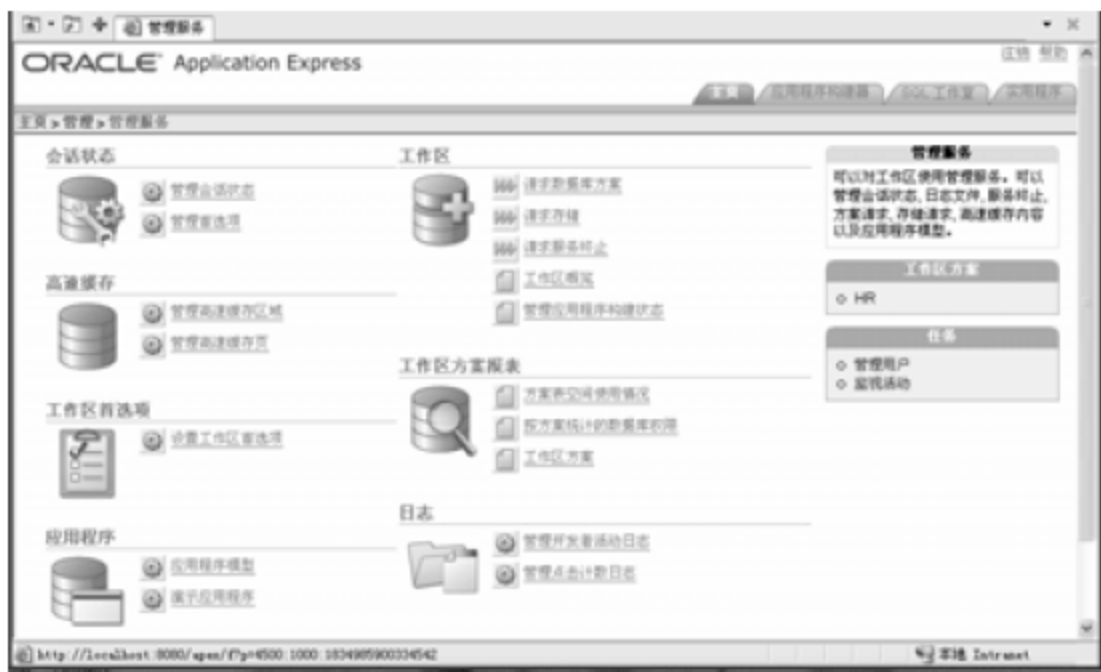 管理服务
ORACLE Application Express
注销 帮助
主页 应用程序构建器 SQL 工作室 实用程序
主页 > 管理 > 管理服务
会话状态
管理会话状态
管理首选项
高速缓存
管理高速缓存区域
管理高速缓存页
工作区首选项
设置工作区首选项
应用程序
应用程序模型
演示应用程序
工作区
请求数据库方案
请求存储
请求服务终止
工作区概览
管理应用程序构建状态
工作区方案报表
方案表空间使用情况
按方案统计的数据库权限
工作区方案
日志
管理开发者活动日志
管理点击计数日志
管理服务
可以对工作区使用管理服务。可以
管理会话状态, 日志文件, 服务终止,
方案请求, 存储请求, 高速缓存内容
以及应用程序模型。
工作区方案
HR
任务
管理用户
监视活动
http://localhost:8080/apex/f?p=4500:1000:1834985900334542
本地 Intranet